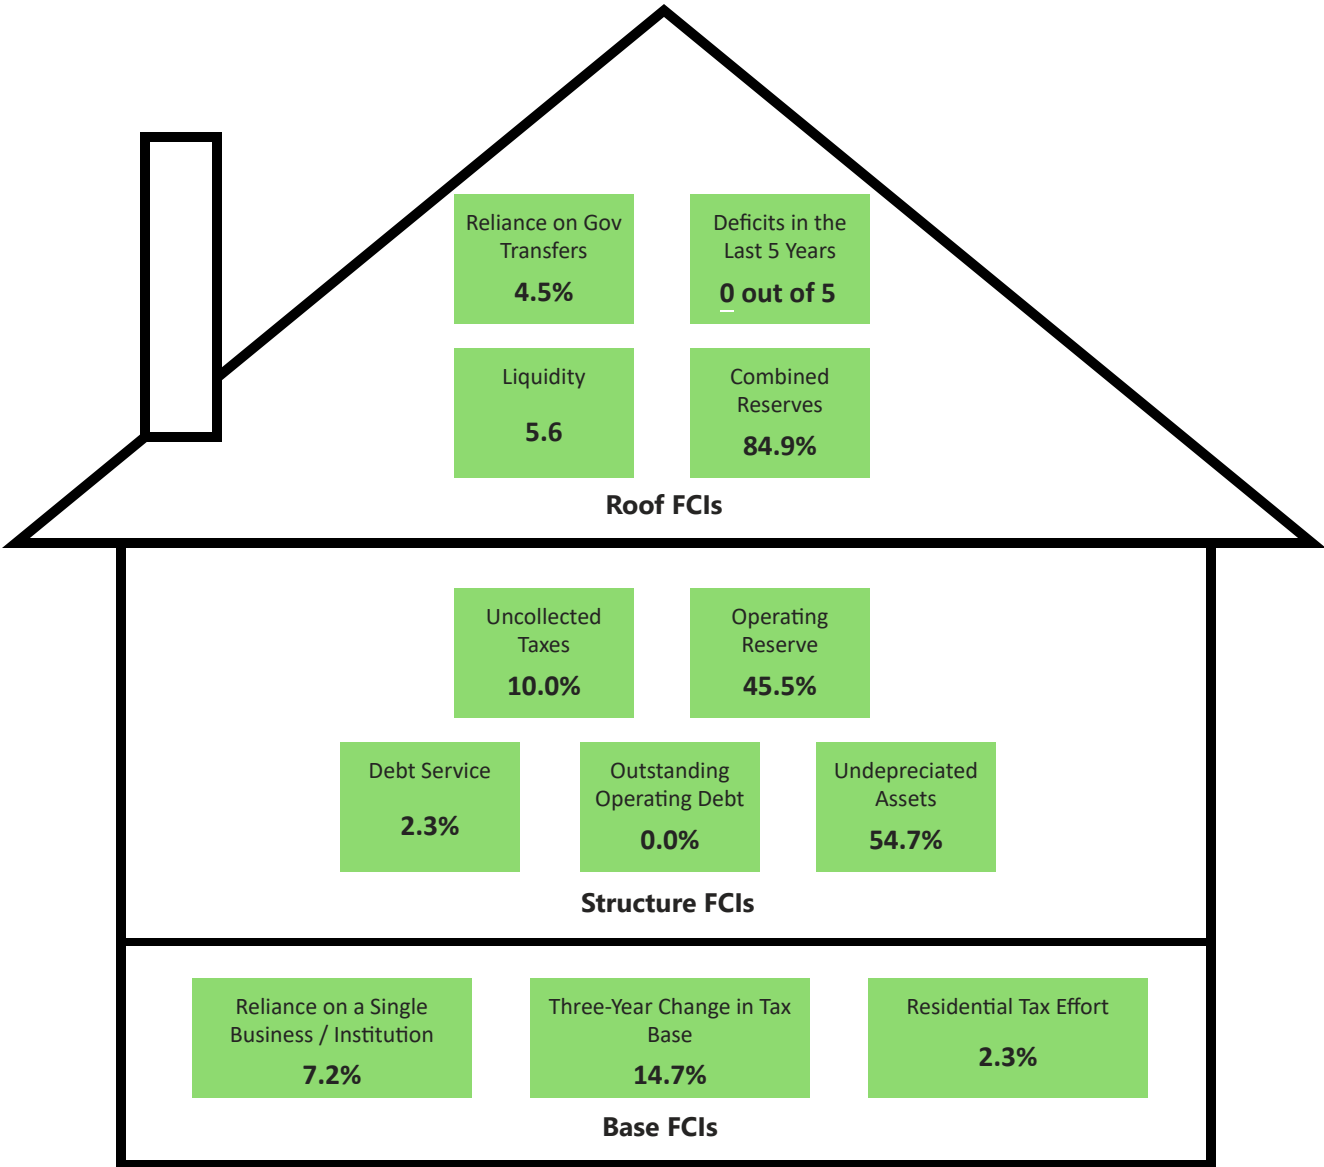 Reliance on Gov
Transfers
4.5%
Deficits in the
Last 5 Years
0 out of 5
Liquidity
5.6
Combined
Reserves
84.9%
Roof FCIs
Uncollected
Taxes
10.0%
Operating
Reserve
45.5%
Debt Service
2.3%
Outstanding
Operating Debt
0.0%
Undepreciated
Assets
54.7%
Structure FCIs
Reliance on a Single
Business / Institution
7.2%
Three-Year Change in Tax
Base
14.7%
Residential Tax Effort
2.3%
Base FCIs